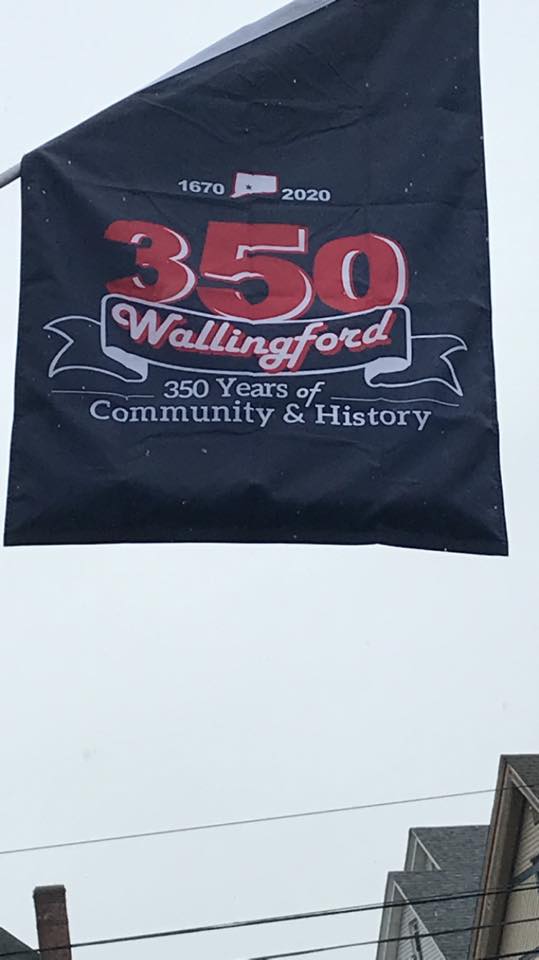 1670 2020
350
Wallingford
350 Years of
Community & History